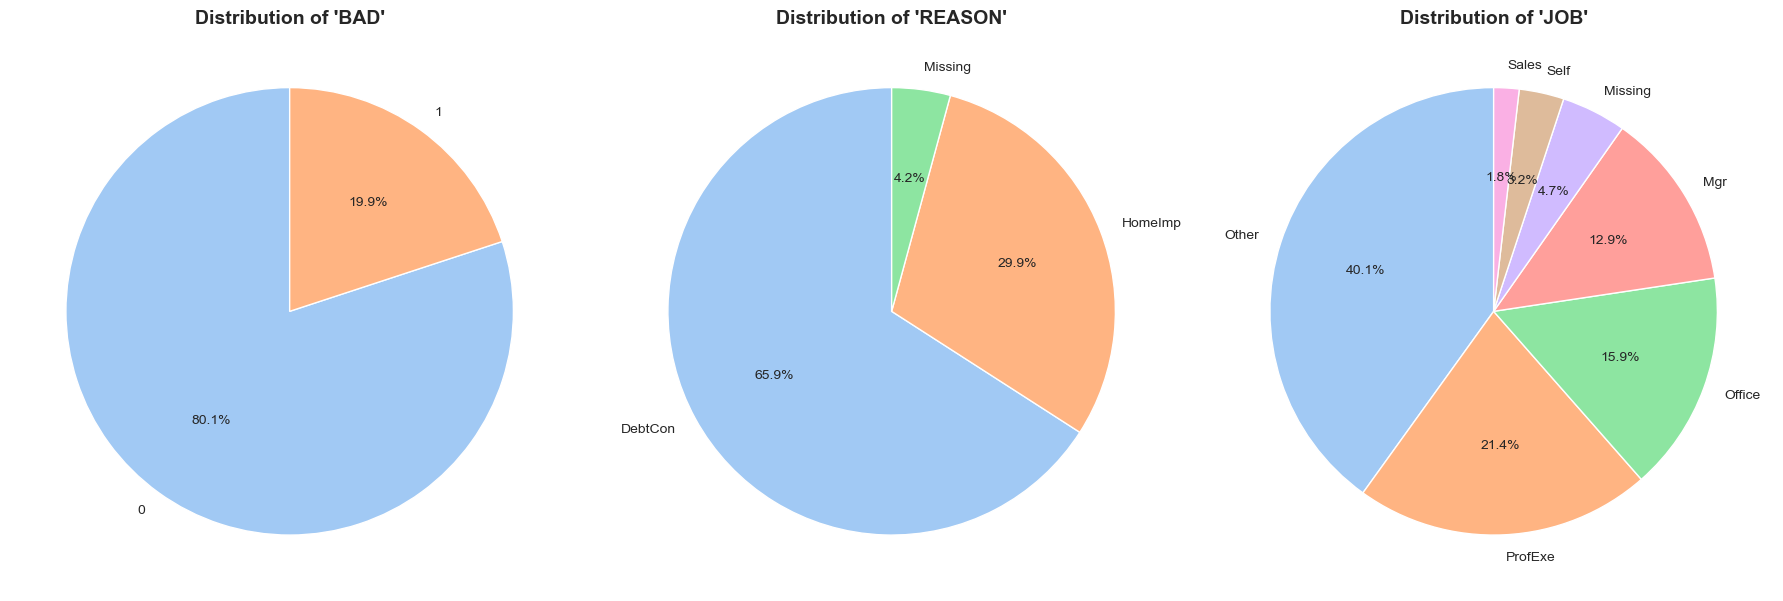 Distribution of 'BAD'
1
19.9%
80.1%
0
Distribution of 'REASON'
Missing
4.2%
HomeImp
29.9%
65.9%
DebtCon
Distribution of 'JOB'
Sales
Self
Missing
1.8%
3.2%
4.7%
Mgr
12.9%
Other
40.1%
15.9%
Office
21.4%
ProfExe